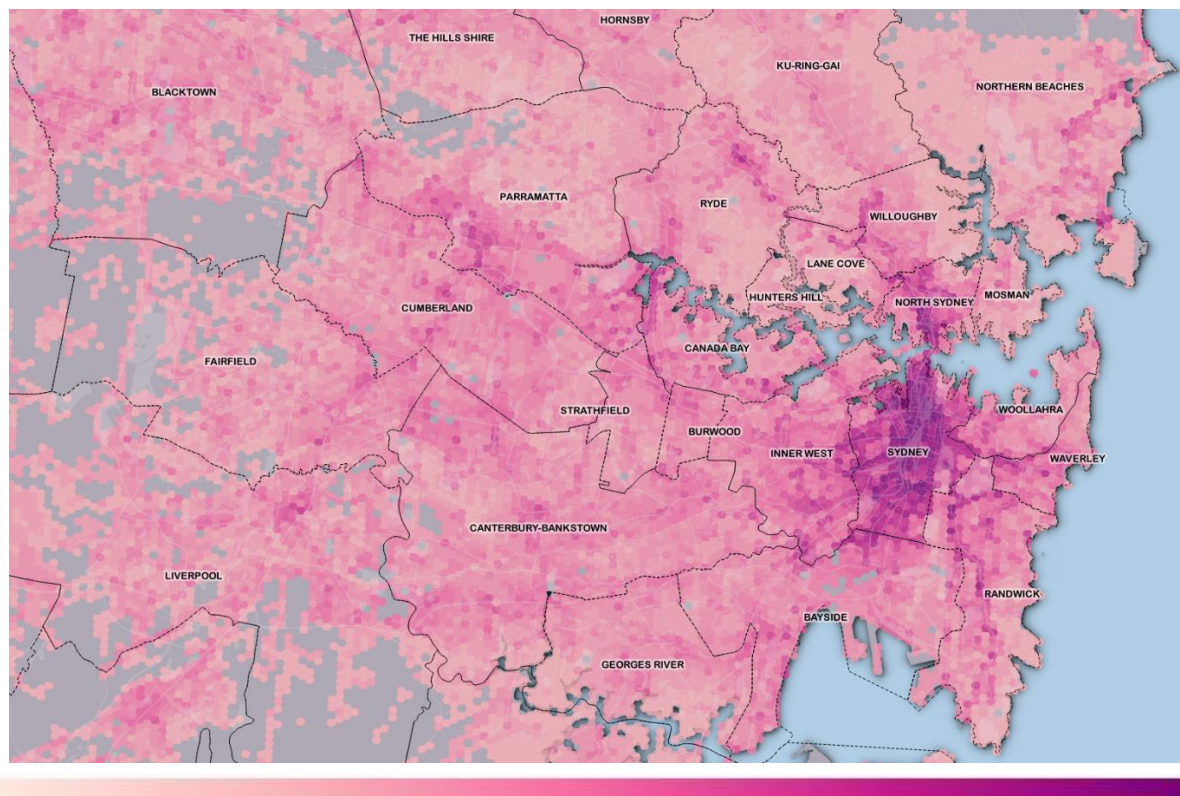 HORNSBY
THE HILLS SHIRE
KU-RING-GAI
NORTHERN BEACHES
BLACKTOWN
PARRAMATTA
RYDE
WILLOUGHBY
LANE COVE
HUNTERS HILL
NORTH SYDNEY
MOSMAN
CUMBERLAND
CANADA BAY
FAIRFIELD
STRATHFIELD
WOOLLAHRA
BURWOOD
INNER WEST
SYDNEY
WAVERLEY
CANTERBURY-BANKSTOWN
LIVERPOOL
RANDWICK
BAYSIDE
GEORGES RIVER